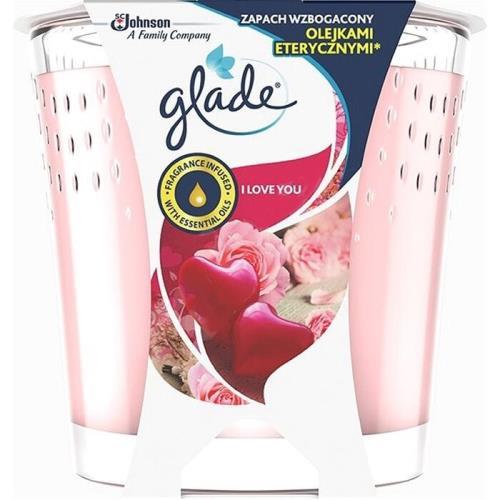 SC Johnson
A Family Company
ZAPACH WZBOGACONY
OLEJKAMI
ETERYCZNYMI*
glade
FRAGRANCE INFUSED
WITH ESSENTIAL OILS
I LOVE YOU